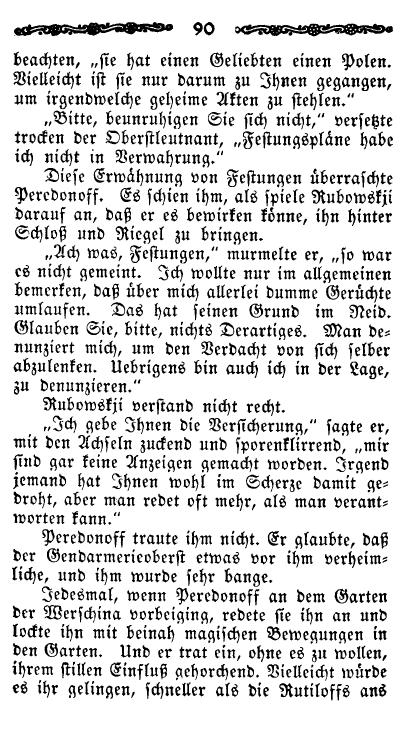 90
beachten, „sie hat einen Geliebten einen Polen.
Vielleicht ist sie nur darum zu Ihnen gegangen,
um irgendwelche geheime Akten zu stehlen.“
„Bitte, beunruhigen Sie sich nicht,“ versetzte
trocken der Oberstleutnant, „Festungspläne habe
ich nicht in Verwahrung.“
Diese Erwähnung von Festungen überraschte
Peredonoff. Es schien ihm, als spiele Rubowskji
darauf an, daß er es bewirken könne, ihn hinter
Schloß und Riegel zu bringen.
„Ach was, Festungen,“ murmelte er, „so war
es nicht gemeint. Ich wollte nur im allgemeinen
bemerken, daß über mich allerlei dumme Gerüchte
umlaufen. Das hat seinen Grund im Neid.
Glauben Sie, bitte, nichts Derartiges. Man de-
nunziert mich, um den Verdacht von sich selber
abzulenken. Uebrigens bin auch ich in der Lage,
zu denunzieren.“
Rubowskji verstand nicht recht.
„Ich gebe Ihnen die Versicherung,“ sagte er,
mit den Achseln zuckend und sporenklirrend, „mir
sind gar keine Anzeigen gemacht worden. Irgend
jemand hat Ihnen wohl im Scherze damit ge-
droht, aber man redet oft mehr, als man verant-
worten kann.“
Peredonoff traute ihm nicht. Er glaubte, daß
der Gendarmerieoberst etwas vor ihm verheim-
liche, und ihm wurde sehr bange.
Jedesmal, wenn Peredonoff an dem Garten
der Werschina vorbeiging, redete sie ihn an und
lockte ihn mit beinah magischen Bewegungen in
den Garten. Und er trat ein, ohne es zu wollen,
ihrem stillen Einfluß gehorchend. Vielleicht würde
es ihr gelingen, schneller als die Rutiloffs ans